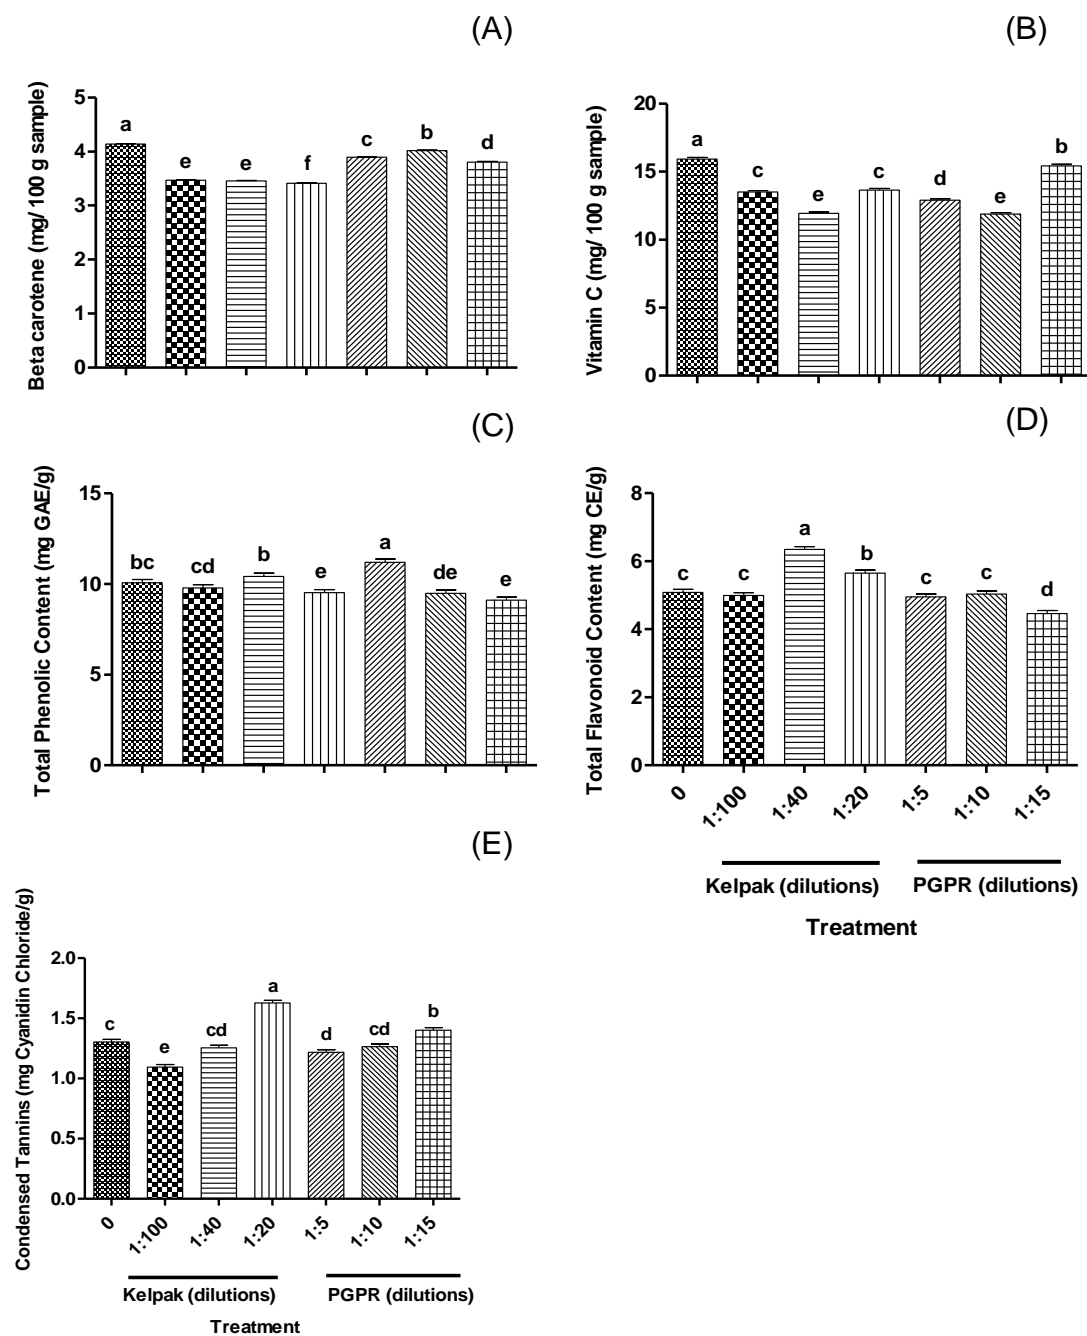 (A)
Beta carotene (mg/ 100 g sample)
5
4
3
2
1
0
a
e
e
f
c
b
d
(B)
Vitamin C (mg/ 100 g sample)
20
15
10
5
0
a
c
e
c
d
e
b
(C)
Total Phenolic Content (mg GAE/g)
15
10
5
0
bc
cd
b
e
a
de
e
(D)
Total Flavonoid Content (mg CE/g)
8
6
4
2
0
c
c
a
b
c
c
d
0
1:100
1:40
1:20
1:5
1:10
1:15
Kelpak (dilutions)
PGPR (dilutions)
Treatment
(E)
Condensed Tannins (mg Cyanidin Chloride/g)
2.0
1.5
1.0
0.5
0.0
c
e
cd
a
d
cd
b
0
1:100
1:40
1:20
1:5
1:10
1:15
Kelpak (dilutions)
PGPR (dilutions)
Treatment